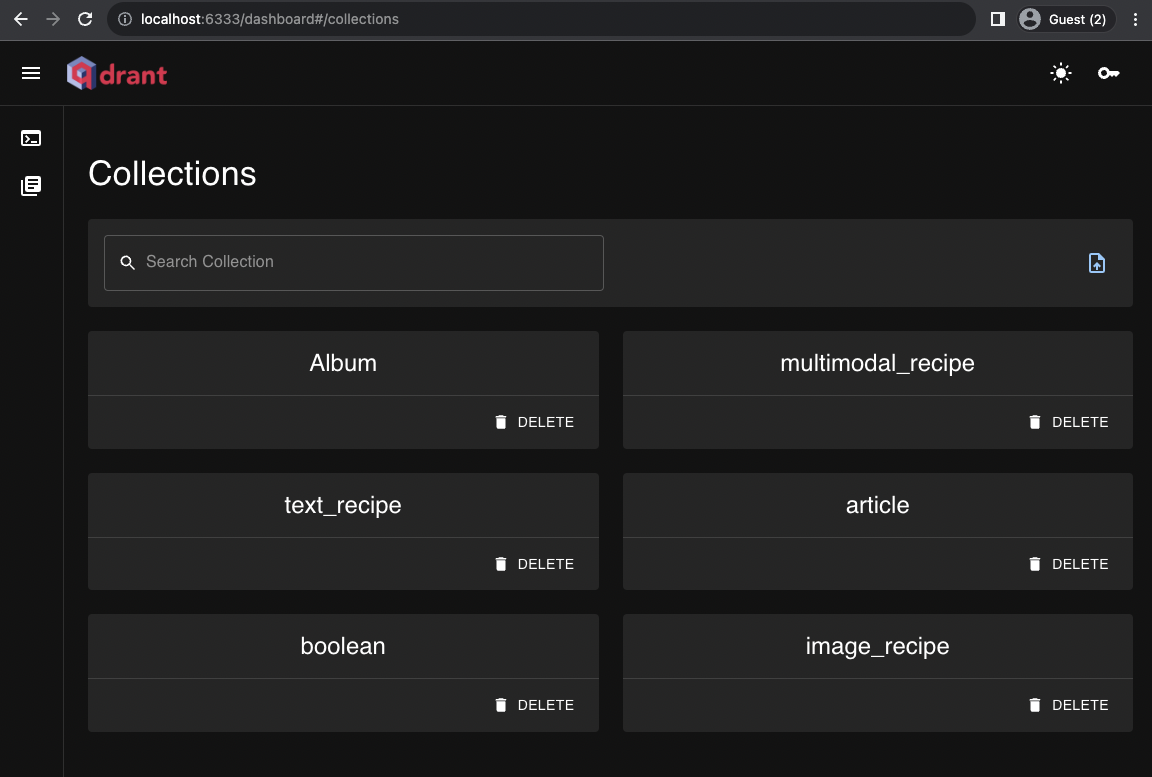 localhost:6333/dashboard#/collections
Guest (2)
qdrant
Collections
Search Collection
Album
DELETE
multimodal_recipe
DELETE
text_recipe
DELETE
article
DELETE
boolean
DELETE
image_recipe
DELETE